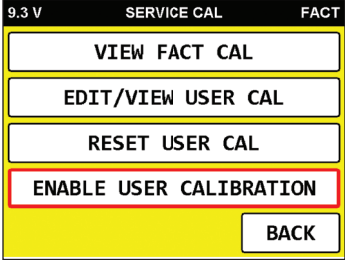 9.3 V SERVICE CAL FACT
VIEW FACT CAL
EDIT/VIEW USER CAL
RESET USER CAL
ENABLE USER CALIBRATION
BACK